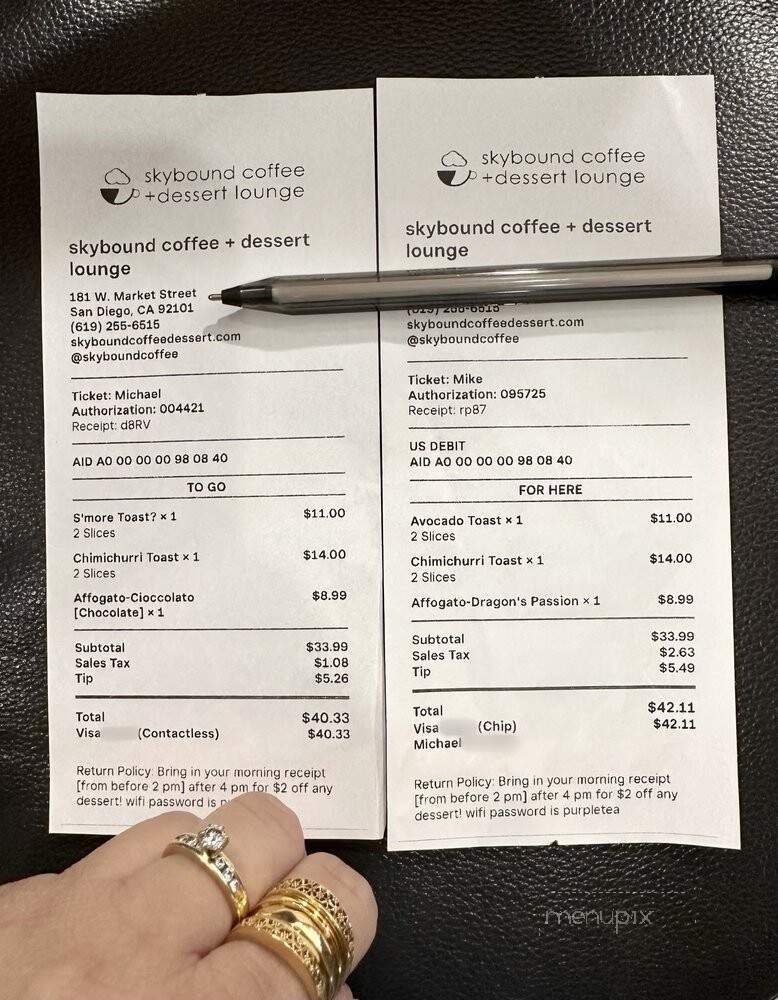 skybound coffee
+dessert lounge
skybound coffee + dessert
lounge
181 W. Market Street
San Diego, CA 92101
(619) 255-6515
skyboundcoffeedessert.com
@skyboundcoffee
Ticket: Michael
Authorization: 004421
Receipt: d8RV
AID A0 00 00 00 98 08 40
TO GO
S'more Toast? × 1 $11.00
2 Slices
Chimichurri Toast × 1 $14.00
2 Slices
Affogato-Cioccolato $8.99
[Chocolate] × 1
Subtotal $33.99
Sales Tax $1.08
Tip $5.26
Total $40.33
Visa (Contactless) $40.33
Return Policy: Bring in your morning receipt
[from before 2 pm] after 4 pm for $2 off any
dessert! wifi password is
skybound coffee
+dessert lounge
skybound coffee + dessert
lounge
(619) 255-6515
skyboundcoffeedessert.com
@skyboundcoffee
Ticket: Mike
Authorization: 095725
Receipt: rp87
US DEBIT
AID A0 00 00 00 98 08 40
FOR HERE
Avocado Toast × 1 $11.00
2 Slices
Chimichurri Toast × 1 $14.00
2 Slices
Affogato-Dragon's Passion × 1 $8.99
Subtotal $33.99
Sales Tax $2.63
Tip $5.49
Total $42.11
Visa (Chip) $42.11
Michael
Return Policy: Bring in your morning receipt
[from before 2 pm] after 4 pm for $2 off any
dessert! wifi password is purpletea
menupix